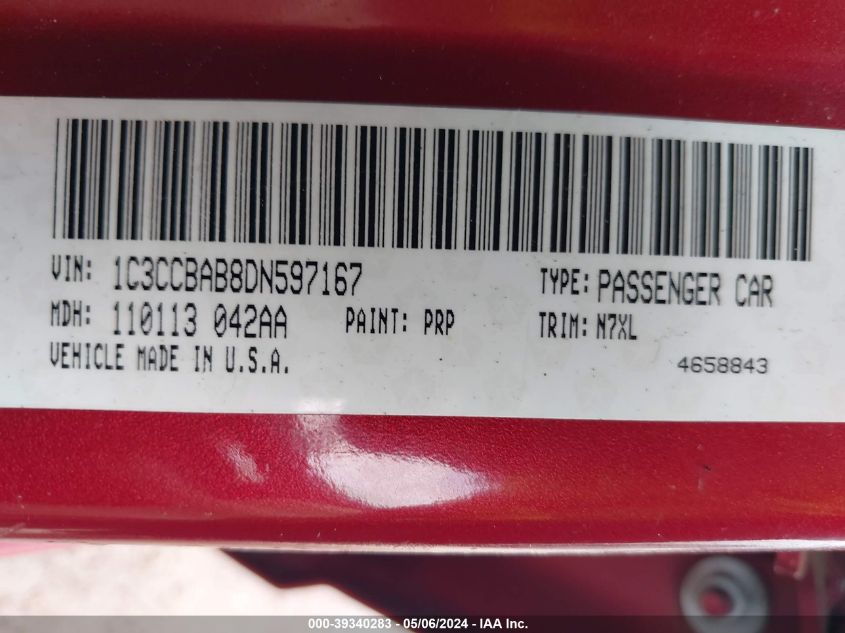 VIN: 1C3CCBAB8DN597167 TYPE: PASSENGER CAR
MDH: 110113 042AA PAINT: PRP TRIM: N7XL
VEHICLE MADE IN U.S.A. 4658843
000-39340283 - 05/06/2024 - IAA Inc.